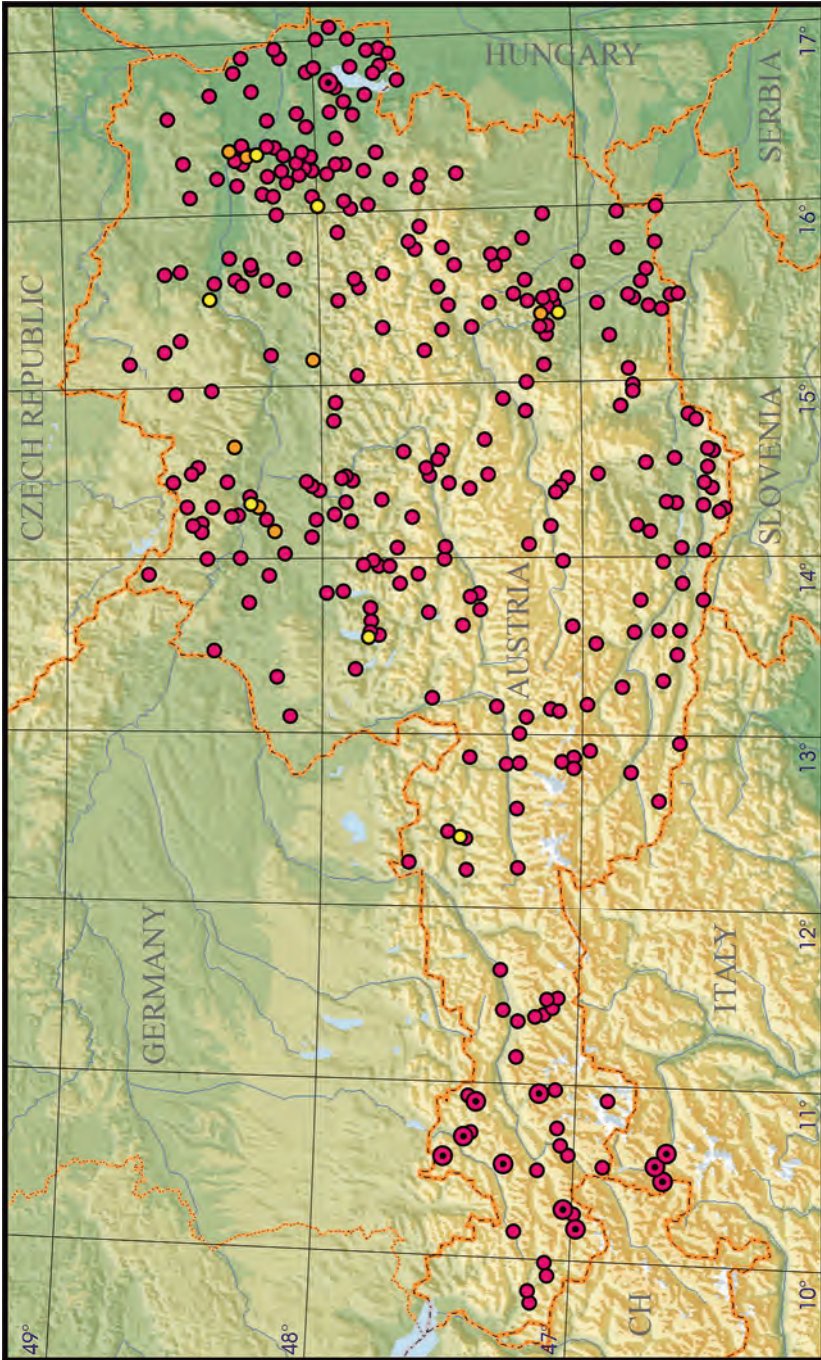 49°
48°
47°
CZECH REPUBLIC
GERMANY
HUNGARY
AUSTRIA
ITALY
CH
SLOVENIA
SERBIA
10°
11°
12°
13°
14°
15°
16°
17°